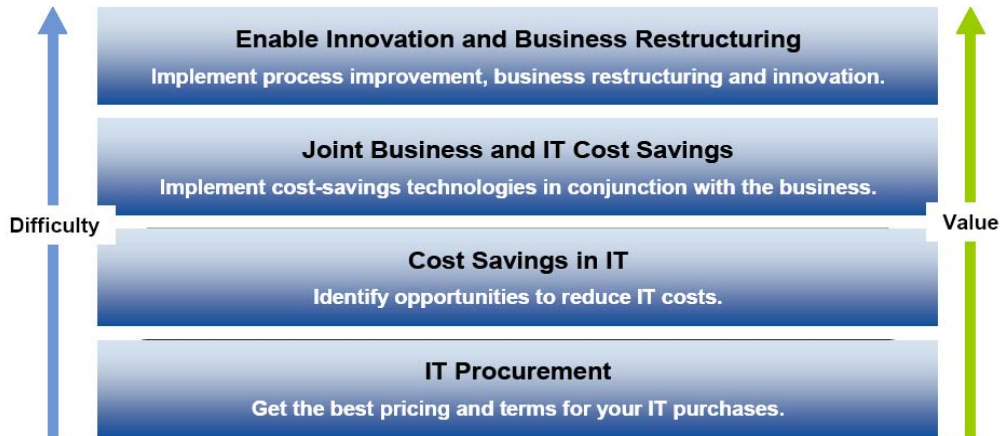 Enable Innovation and Business Restructuring
Implement process improvement, business restructuring and innovation.
Joint Business and IT Cost Savings
Implement cost-savings technologies in conjunction with the business.
Difficulty
Value
Cost Savings in IT
Identify opportunities to reduce IT costs.
IT Procurement
Get the best pricing and terms for your IT purchases.